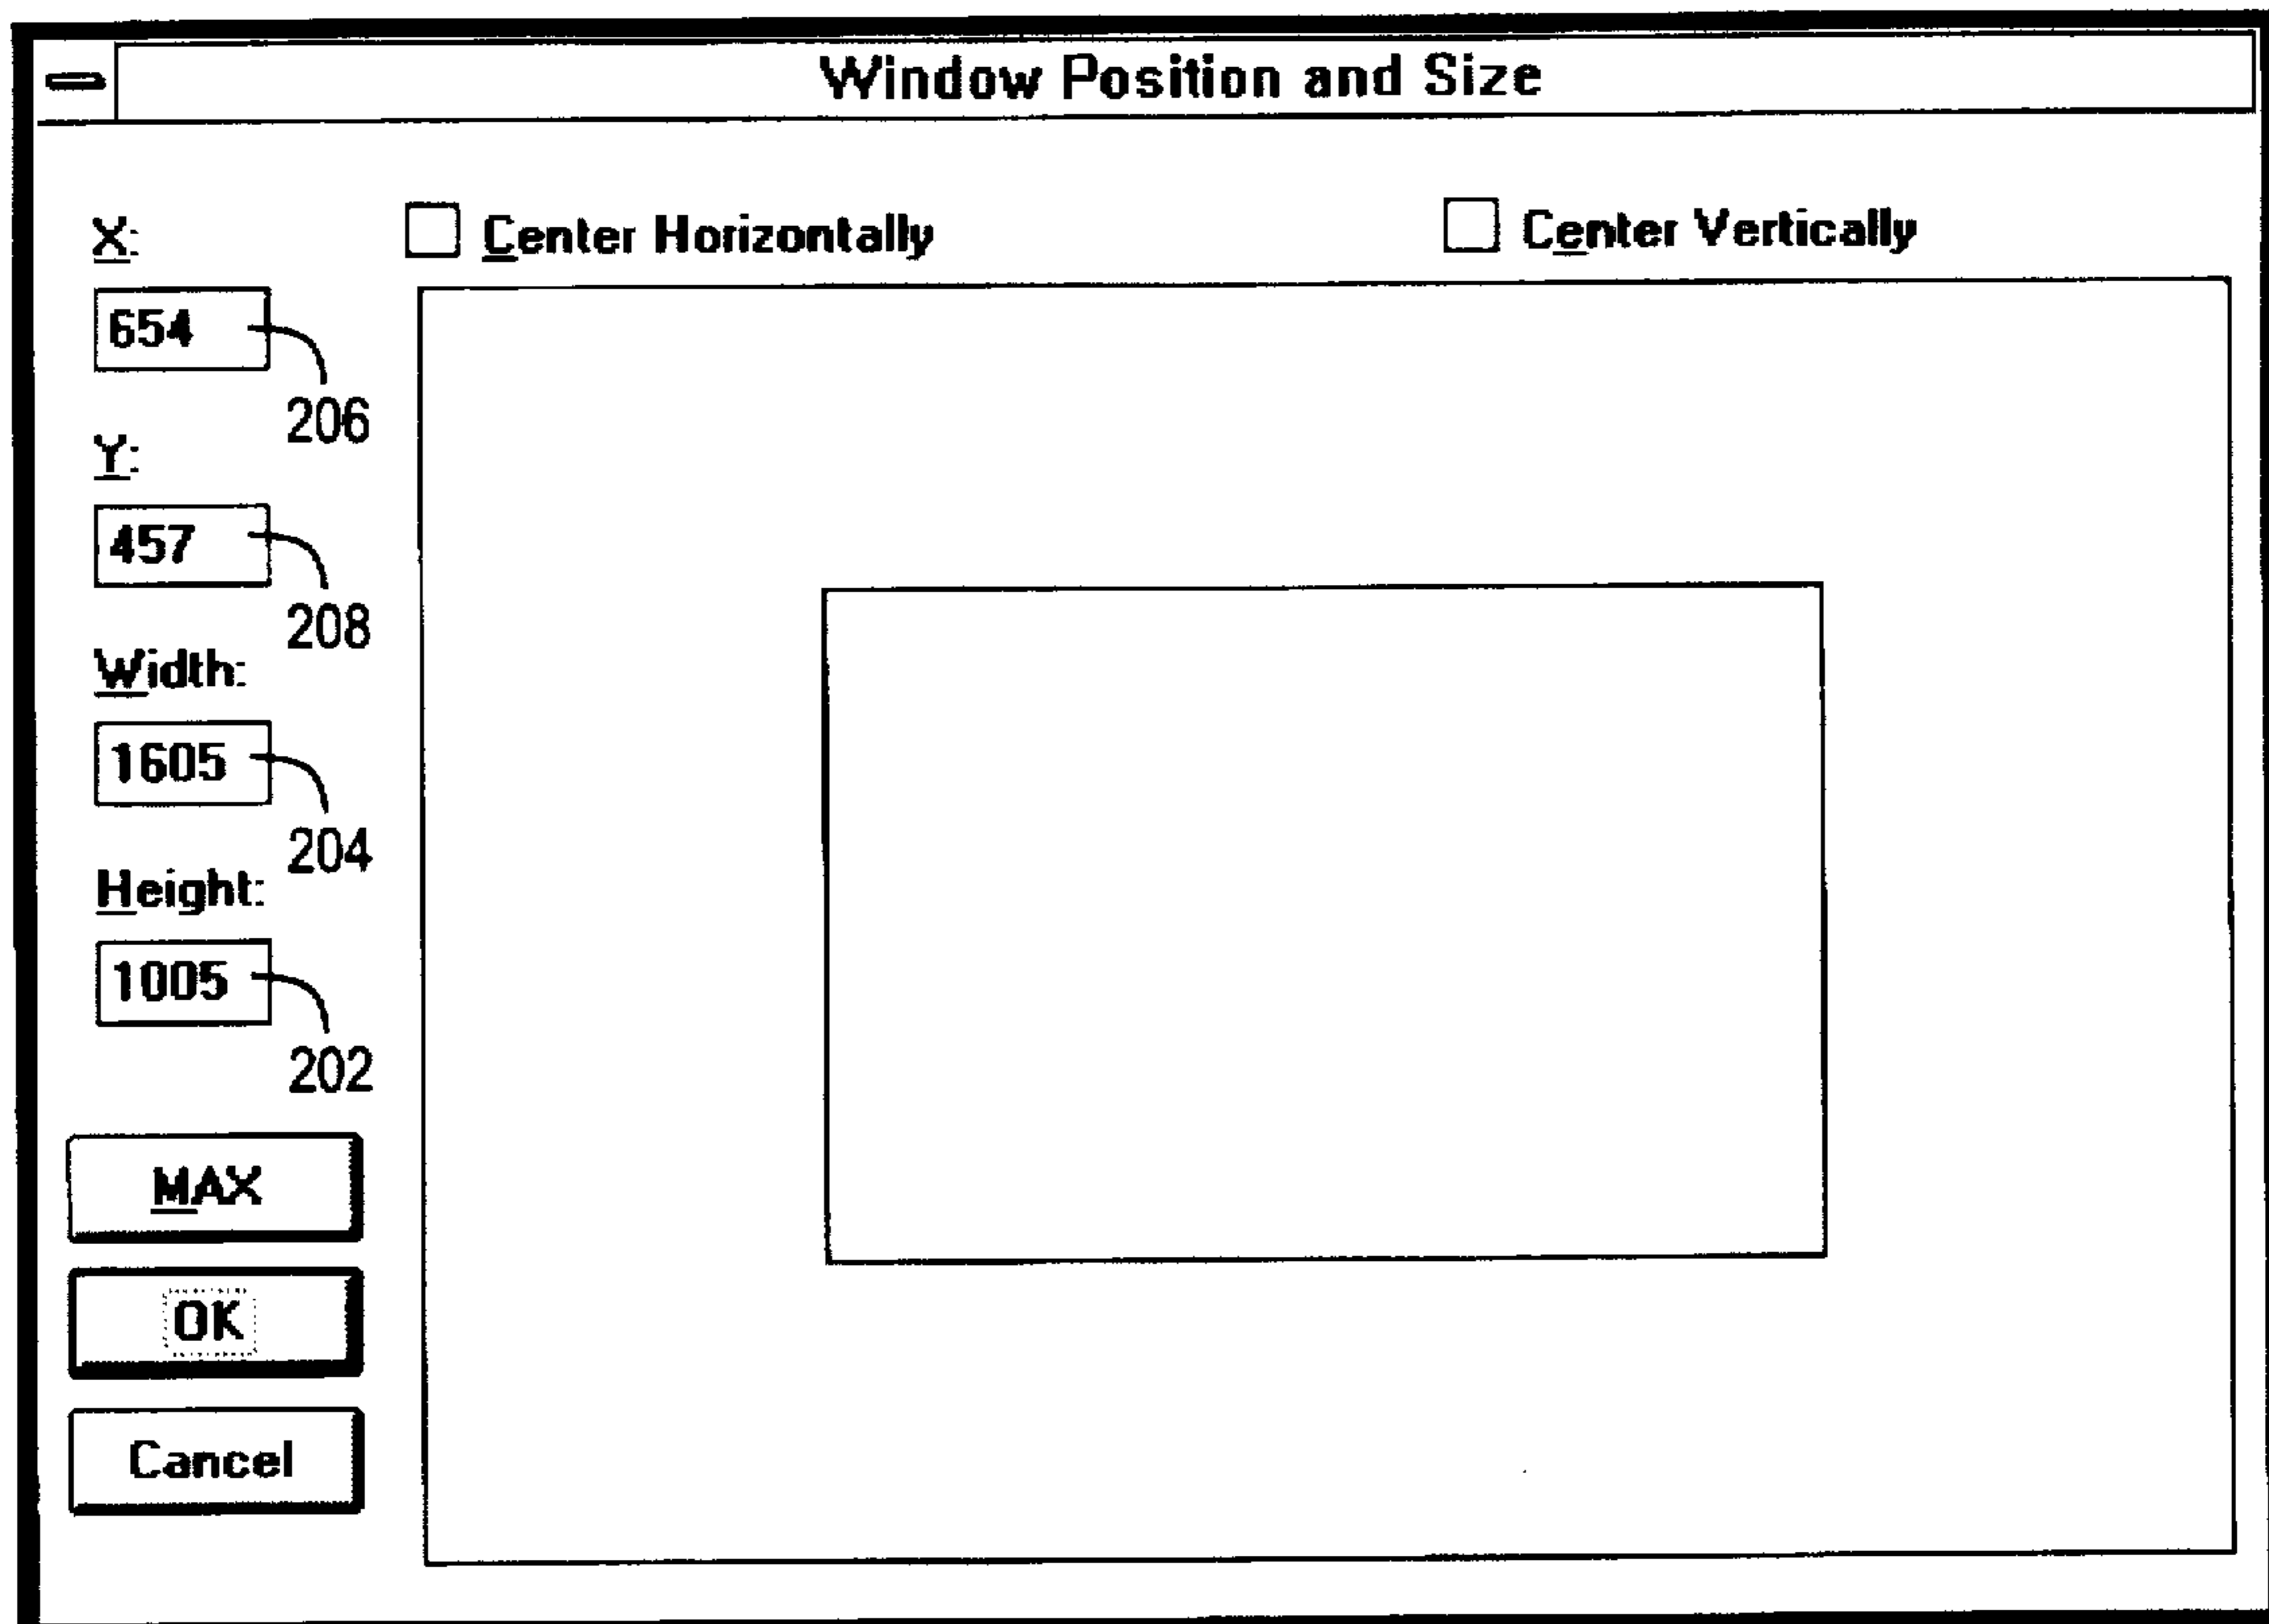 Window Position and Size
X:
Center Horizontally
Center Vertically
654
206
Y:
457
208
Width:
1605
204
Height:
1005
202
MAX
OK
Cancel